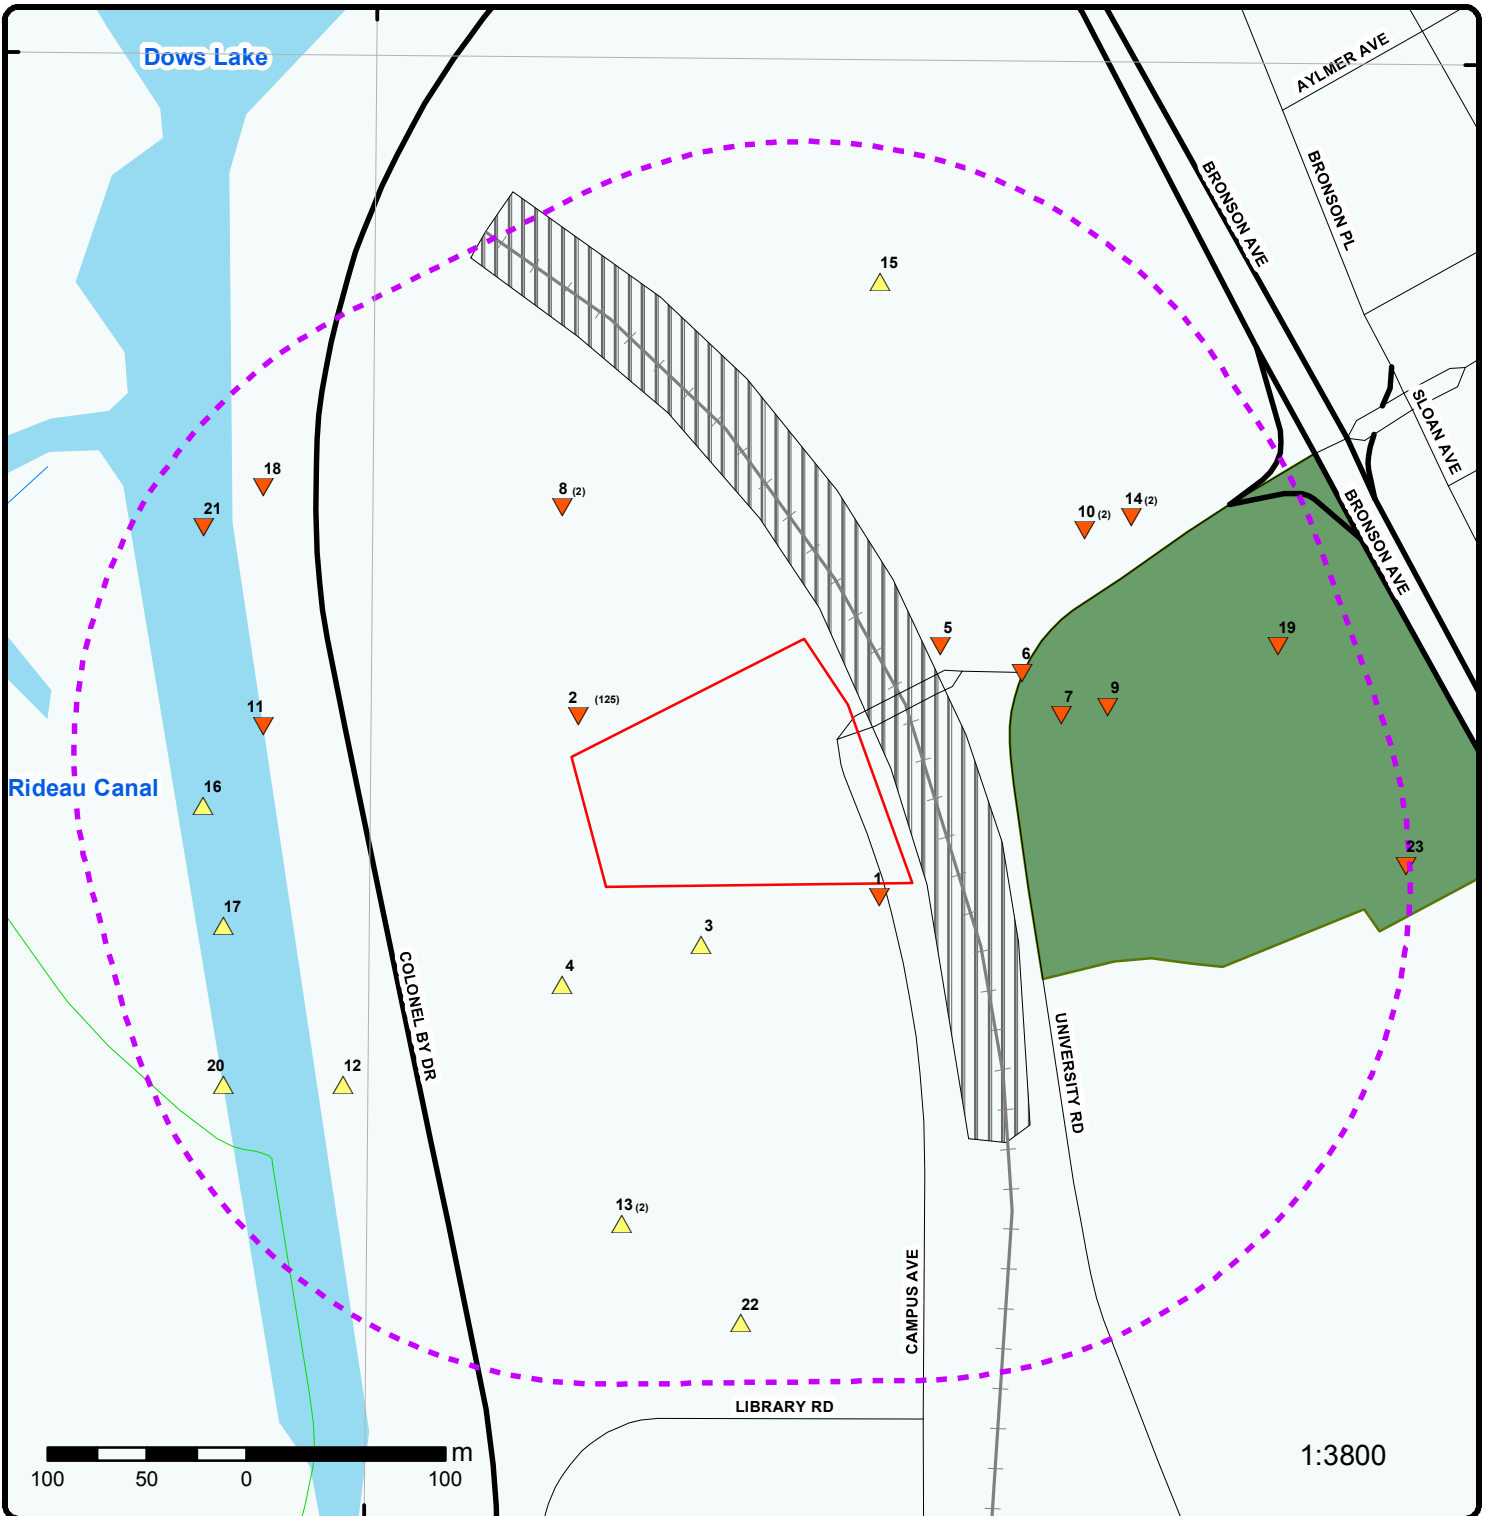 Dows Lake
AYLMER AVE
BRONSON AVE
BRONSON PL
15
SLOAN AVE
18
21
8 (2)
10 (2)
14 (2)
BRONSON AVE
5
6
19
2 (125)
7
9
11
Rideau Canal
16
23
1
17
3
4
COLONEL BY DR
UNIVERSITY RD
20
12
13 (2)
CAMPUS AVE
22
LIBRARY RD
m
100 50 0 100
1:3800